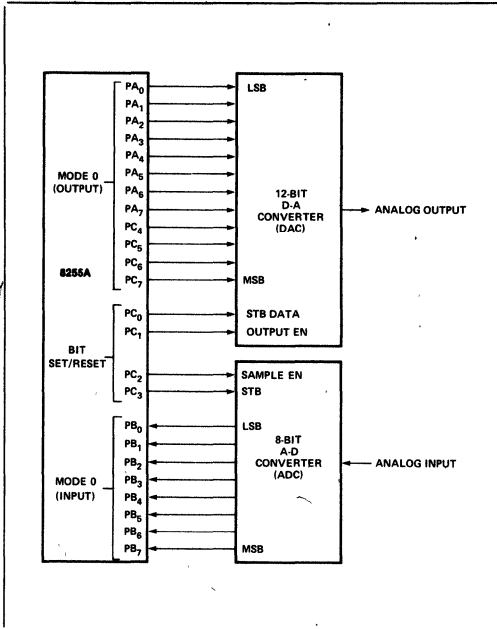 PA0
PA1
PA2
PA3
PA4
PA5
PA6
PA7
PC4
PC5
PC6
PC7
MODE 0
(OUTPUT)
8255A
PC0
PC1
PC2
PC3
BIT
SET/RESET
PB0
PB1
PB2
PB3
PB4
PB5
PB6
PB7
MODE 0
(INPUT)
LSB
12-BIT
D-A
CONVERTER
(DAC)
MSB
STB DATA
OUTPUT EN
ANALOG OUTPUT
SAMPLE EN
STB
LSB
8-BIT
A-D
CONVERTER
(ADC)
MSB
ANALOG INPUT